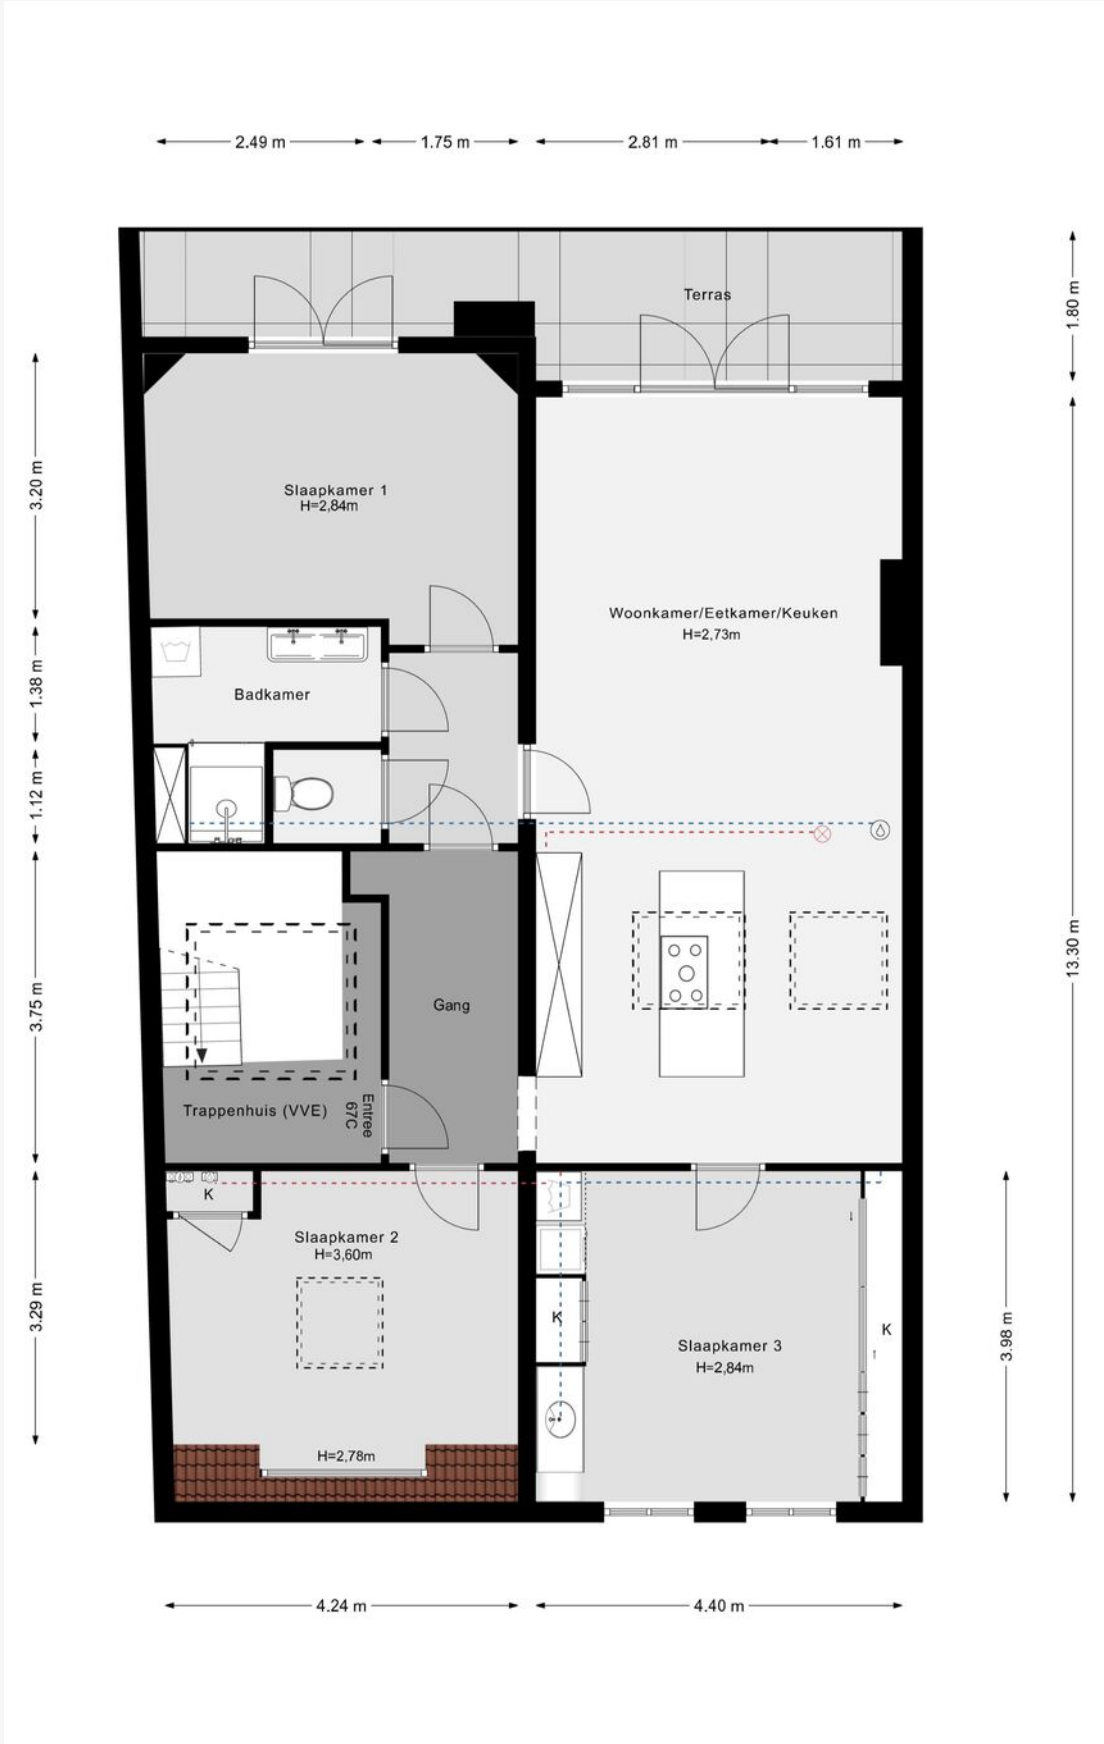 2.49 m
1.75 m
2.81 m
1.61 m
Terras
1.80 m
3.20 m
Slaapkamer 1
H=2,84m
Woonkamer/Eetkamer/Keuken
H=2,73m
1.38 m
Badkamer
1.12 m
3.75 m
Gang
13.30 m
Trappenhuis (VVE)
Entree
67C
K
Slaapkamer 2
H=3,60m
3.29 m
K
K
Slaapkamer 3
H=2,84m
3.98 m
H=2,78m
4.24 m
4.40 m